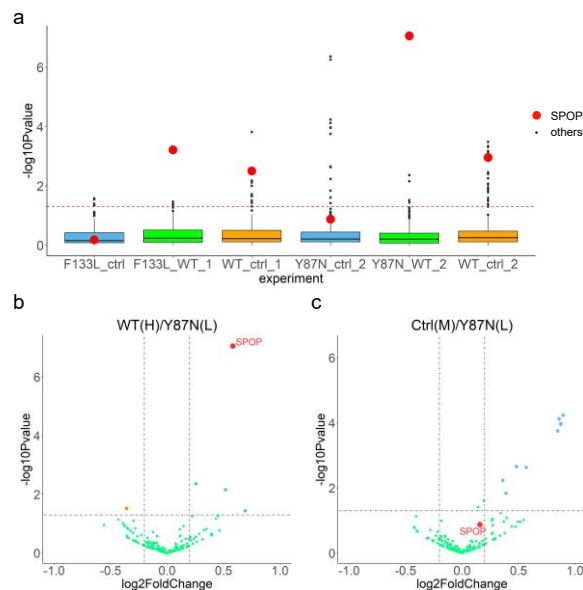 a
-log10Pvalue
6
4
2
0
F133L_ctrl F133L_WT_1 WT_ctrl_1 Y87N_ctrl_2 Y87N_WT_2 WT_ctrl_2
experiment
SPOP
others
b
WT(H)/Y87N(L)
-log10Pvalue
6
4
2
0
SPOP
-1.0 -0.5 0.0 0.5 1.0
log2FoldChange
c
Ctrl(M)/Y87N(L)
-log10Pvalue
6
4
2
0
SPOP
-1.0 -0.5 0.0 0.5 1.0
log2FoldChange